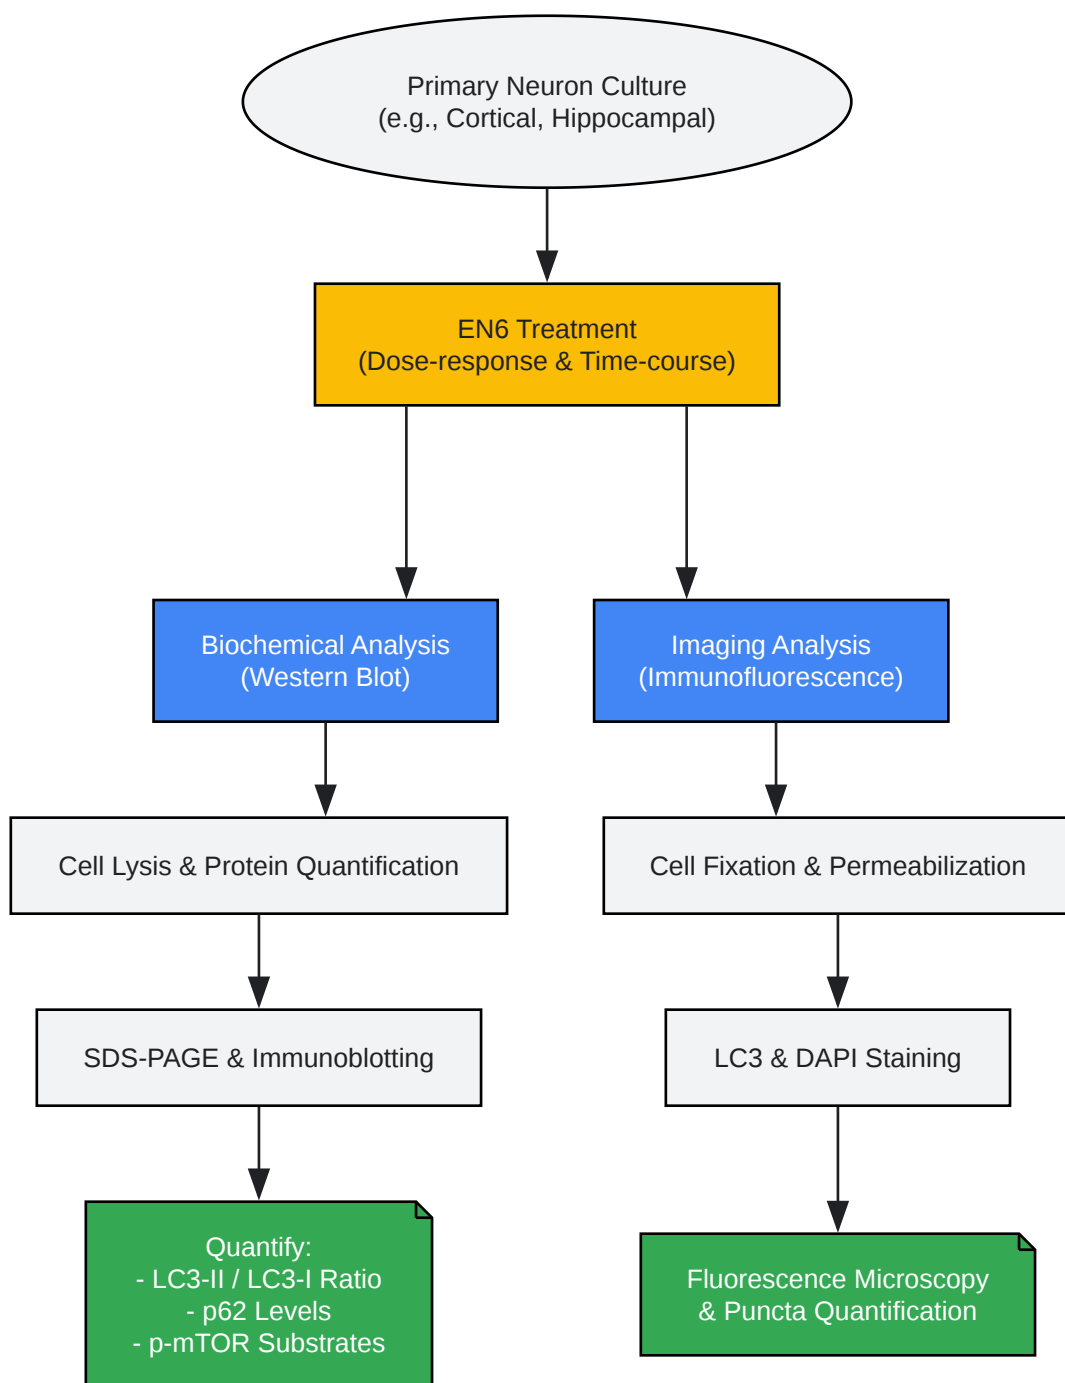 Primary Neuron Culture
(e.g., Cortical, Hippocampal)
EN6 Treatment
(Dose-response & Time-course)
Biochemical Analysis
(Western Blot)
Imaging Analysis
(Immunofluorescence)
Cell Lysis & Protein Quantification
Cell Fixation & Permeabilization
SDS-PAGE & Immunoblotting
LC3 & DAPI Staining
Quantify:
- LC3-II / LC3-I Ratio
- p62 Levels
- p-mTOR Substrates
Fluorescence Microscopy
& Puncta Quantification